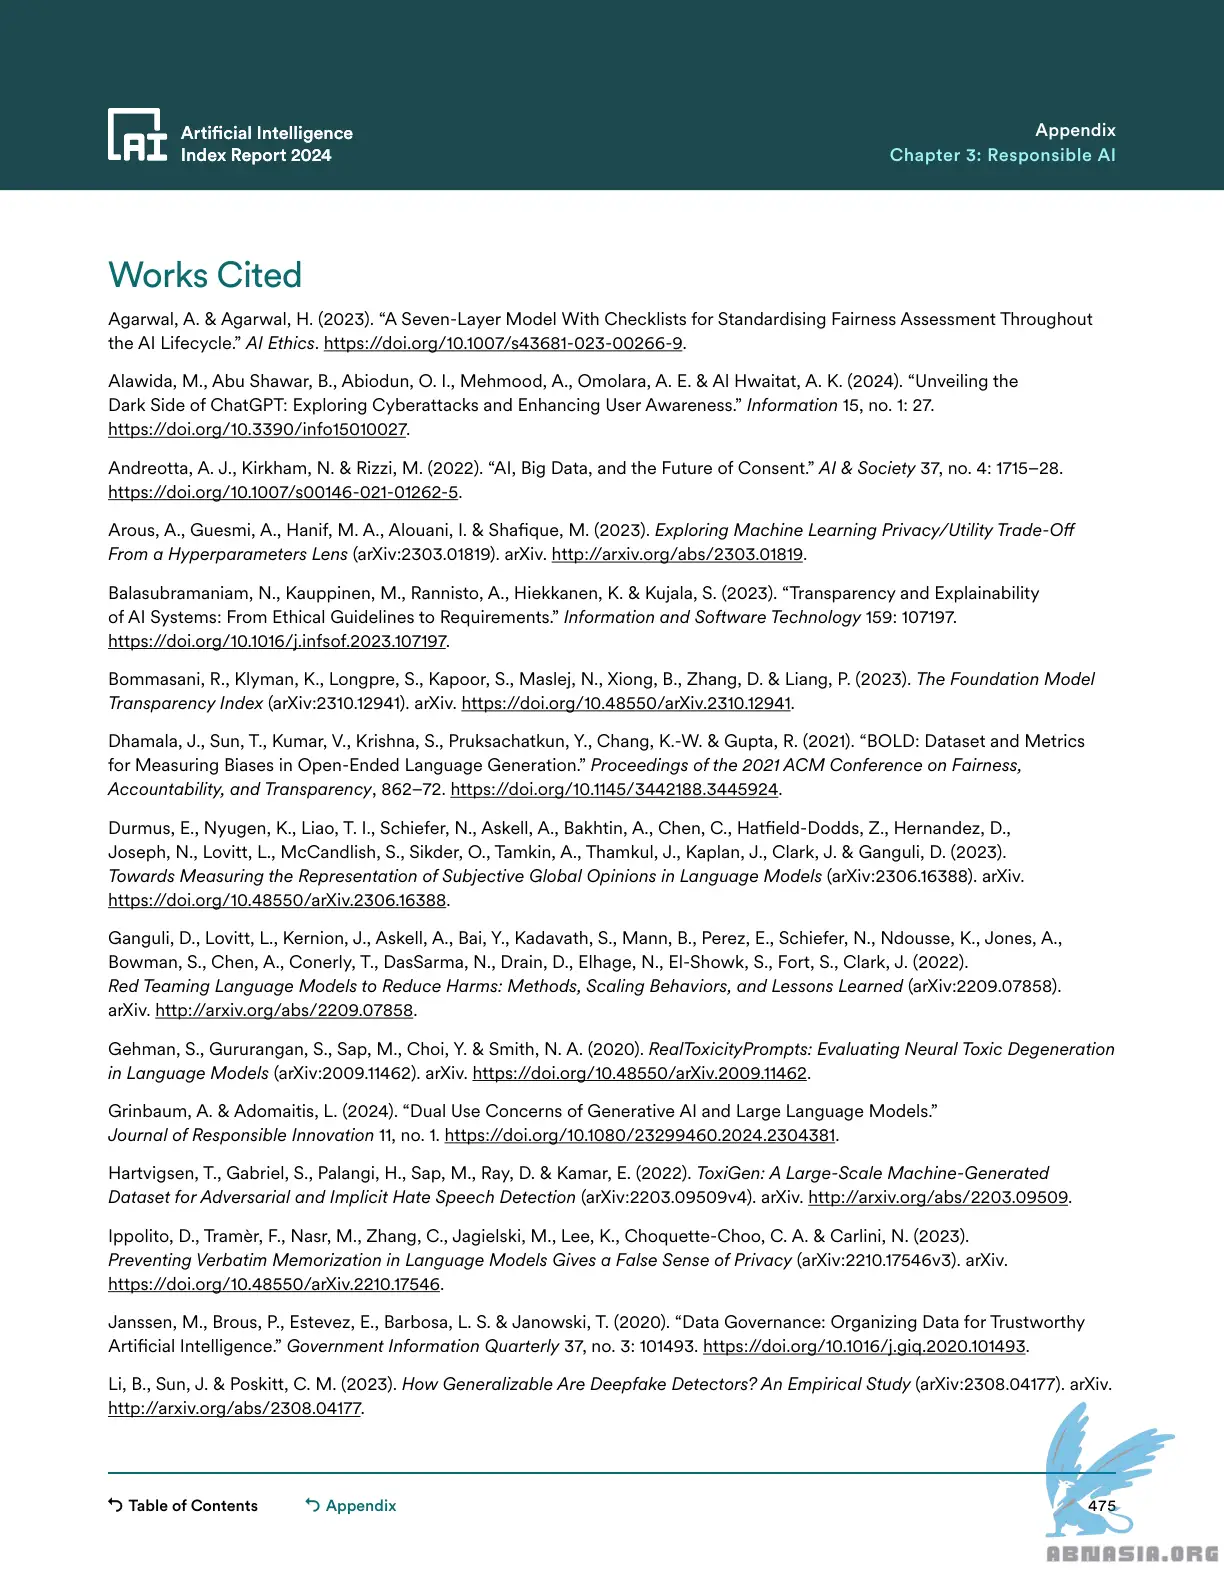 AI
Artificial Intelligence
Index Report 2024
Appendix
Chapter 3: Responsible AI
Works Cited
Agarwal, A. & Agarwal, H. (2023). “A Seven-Layer Model With Checklists for Standardising Fairness Assessment Throughout
the AI Lifecycle.” AI Ethics. https://doi.org/10.1007/s43681-023-00266-9.
Alawida, M., Abu Shawar, B., Abiodun, O. I., Mehmood, A., Omolara, A. E. & Al Hwaitat, A. K. (2024). “Unveiling the
Dark Side of ChatGPT: Exploring Cyberattacks and Enhancing User Awareness.” Information 15, no. 1: 27.
https://doi.org/10.3390/info15010027.
Andreotta, A. J., Kirkham, N. & Rizzi, M. (2022). “AI, Big Data, and the Future of Consent.” AI & Society 37, no. 4: 1715–28.
https://doi.org/10.1007/s00146-021-01262-5.
Arous, A., Guesmi, A., Hanif, M. A., Alouani, I. & Shafique, M. (2023). Exploring Machine Learning Privacy/Utility Trade-Off
From a Hyperparameters Lens (arXiv:2303.01819). arXiv. http://arxiv.org/abs/2303.01819.
Balasubramaniam, N., Kauppinen, M., Rannisto, A., Hiekkanen, K. & Kujala, S. (2023). “Transparency and Explainability
of AI Systems: From Ethical Guidelines to Requirements.” Information and Software Technology 159: 107197.
https://doi.org/10.1016/j.infsof.2023.107197.
Bommasani, R., Klyman, K., Longpre, S., Kapoor, S., Maslej, N., Xiong, B., Zhang, D. & Liang, P. (2023). The Foundation Model
Transparency Index (arXiv:2310.12941). arXiv. https://doi.org/10.48550/arXiv.2310.12941.
Dhamala, J., Sun, T., Kumar, V., Krishna, S., Pruksachatkun, Y., Chang, K.-W. & Gupta, R. (2021). “BOLD: Dataset and Metrics
for Measuring Biases in Open-Ended Language Generation.” Proceedings of the 2021 ACM Conference on Fairness,
Accountability, and Transparency, 862–72. https://doi.org/10.1145/3442188.3445924.
Durmus, E., Nyugen, K., Liao, T. I., Schiefer, N., Askell, A., Bakhtin, A., Chen, C., Hatfield-Dodds, Z., Hernandez, D.,
Joseph, N., Lovitt, L., McCandlish, S., Sikder, O., Tamkin, A., Thamkul, J., Kaplan, J., Clark, J. & Ganguli, D. (2023).
Towards Measuring the Representation of Subjective Global Opinions in Language Models (arXiv:2306.16388). arXiv.
https://doi.org/10.48550/arXiv.2306.16388.
Ganguli, D., Lovitt, L., Kernion, J., Askell, A., Bai, Y., Kadavath, S., Mann, B., Perez, E., Schiefer, N., Ndousse, K., Jones, A.,
Bowman, S., Chen, A., Conerly, T., DasSarma, N., Drain, D., Elhage, N., El-Showk, S., Fort, S., Clark, J. (2022).
Red Teaming Language Models to Reduce Harms: Methods, Scaling Behaviors, and Lessons Learned (arXiv:2209.07858).
arXiv. http://arxiv.org/abs/2209.07858.
Gehman, S., Gururangan, S., Sap, M., Choi, Y. & Smith, N. A. (2020). RealToxicityPrompts: Evaluating Neural Toxic Degeneration
in Language Models (arXiv:2009.11462). arXiv. https://doi.org/10.48550/arXiv.2009.11462.
Grinbaum, A. & Adomaitis, L. (2024). “Dual Use Concerns of Generative AI and Large Language Models.”
Journal of Responsible Innovation 11, no. 1. https://doi.org/10.1080/23299460.2024.2304381.
Hartvigsen, T., Gabriel, S., Palangi, H., Sap, M., Ray, D. & Kamar, E. (2022). ToxiGen: A Large-Scale Machine-Generated
Dataset for Adversarial and Implicit Hate Speech Detection (arXiv:2203.09509v4). arXiv. http://arxiv.org/abs/2203.09509.
Ippolito, D., Tramèr, F., Nasr, M., Zhang, C., Jagielski, M., Lee, K., Choquette-Choo, C. A. & Carlini, N. (2023).
Preventing Verbatim Memorization in Language Models Gives a False Sense of Privacy (arXiv:2210.17546v3). arXiv.
https://doi.org/10.48550/arXiv.2210.17546.
Janssen, M., Brous, P., Estevez, E., Barbosa, L. S. & Janowski, T. (2020). “Data Governance: Organizing Data for Trustworthy
Artificial Intelligence.” Government Information Quarterly 37, no. 3: 101493. https://doi.org/10.1016/j.giq.2020.101493.
Li, B., Sun, J. & Poskitt, C. M. (2023). How Generalizable Are Deepfake Detectors? An Empirical Study (arXiv:2308.04177). arXiv.
http://arxiv.org/abs/2308.04177.
Table of Contents
Appendix
475
ABNASIA.ORG